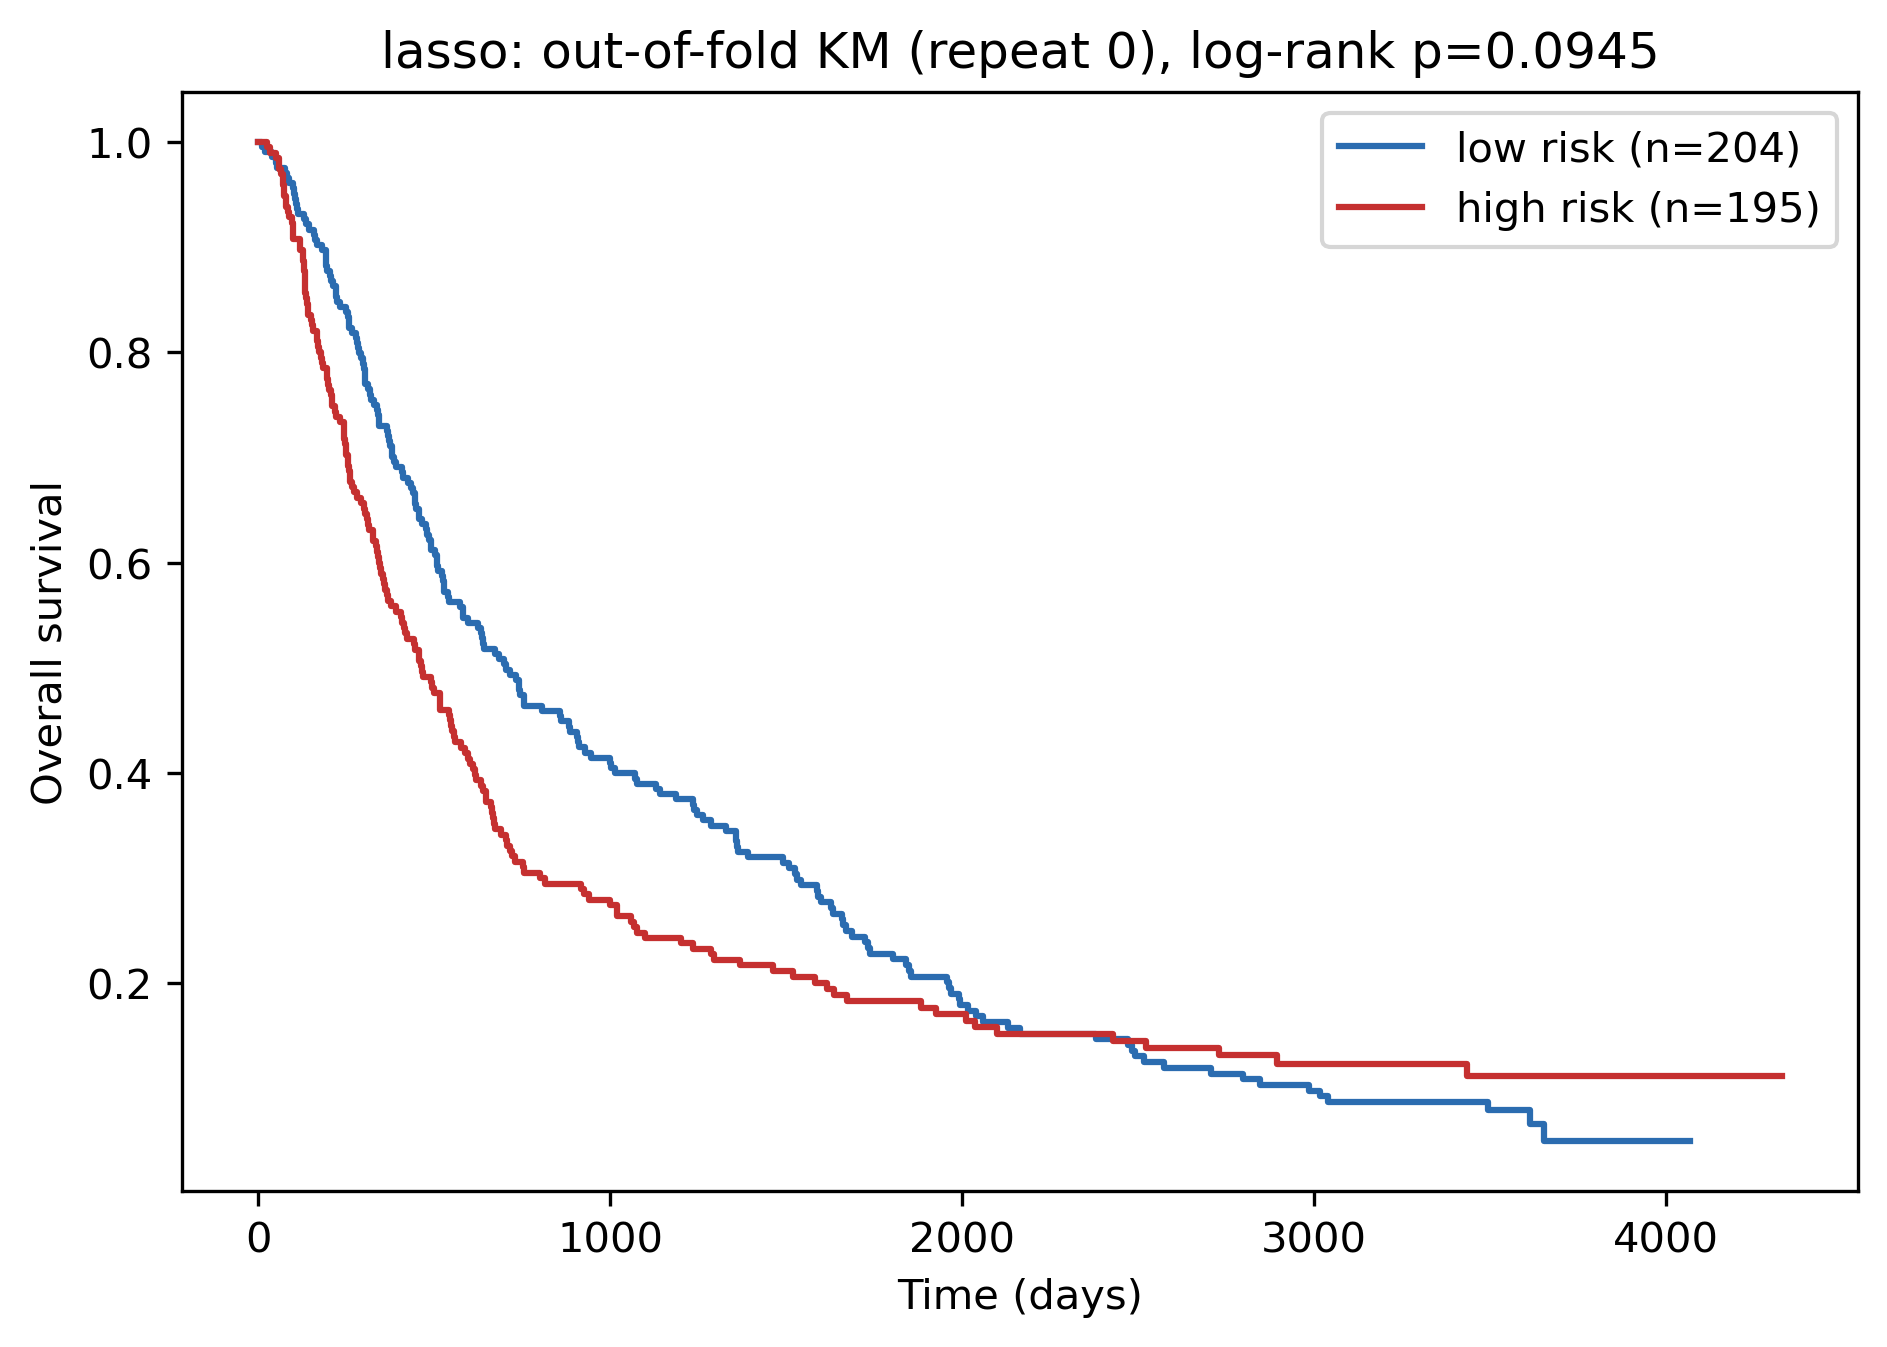 lasso: out-of-fold KM (repeat 0), log-rank p=0.0945
low risk (n=204)
high risk (n=195)
Overall survival
1.0
0.8
0.6
0.4
0.2
0
1000
2000
3000
4000
Time (days)